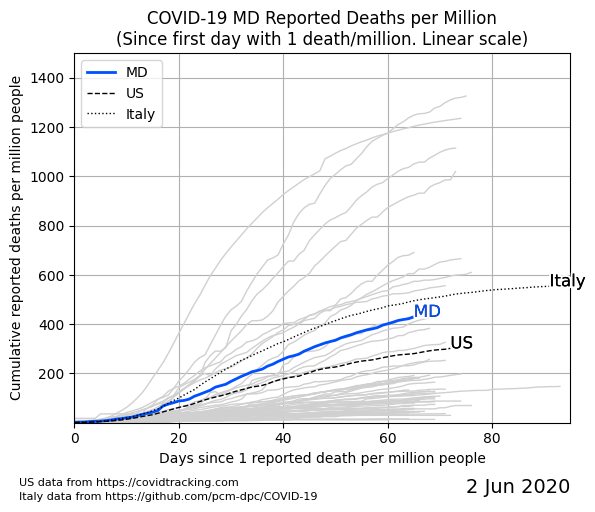 COVID-19 MD Reported Deaths per Million
(Since first day with 1 death/million. Linear scale)
MD
US
Italy
Cumulative reported deaths per million people
1400
1200
1000
800
600
400
200
Italy
MD
US
0 20 40 60 80
Days since 1 reported death per million people
US data from https://covidtracking.com
Italy data from https://github.com/pcm-dpc/COVID-19
2 Jun 2020